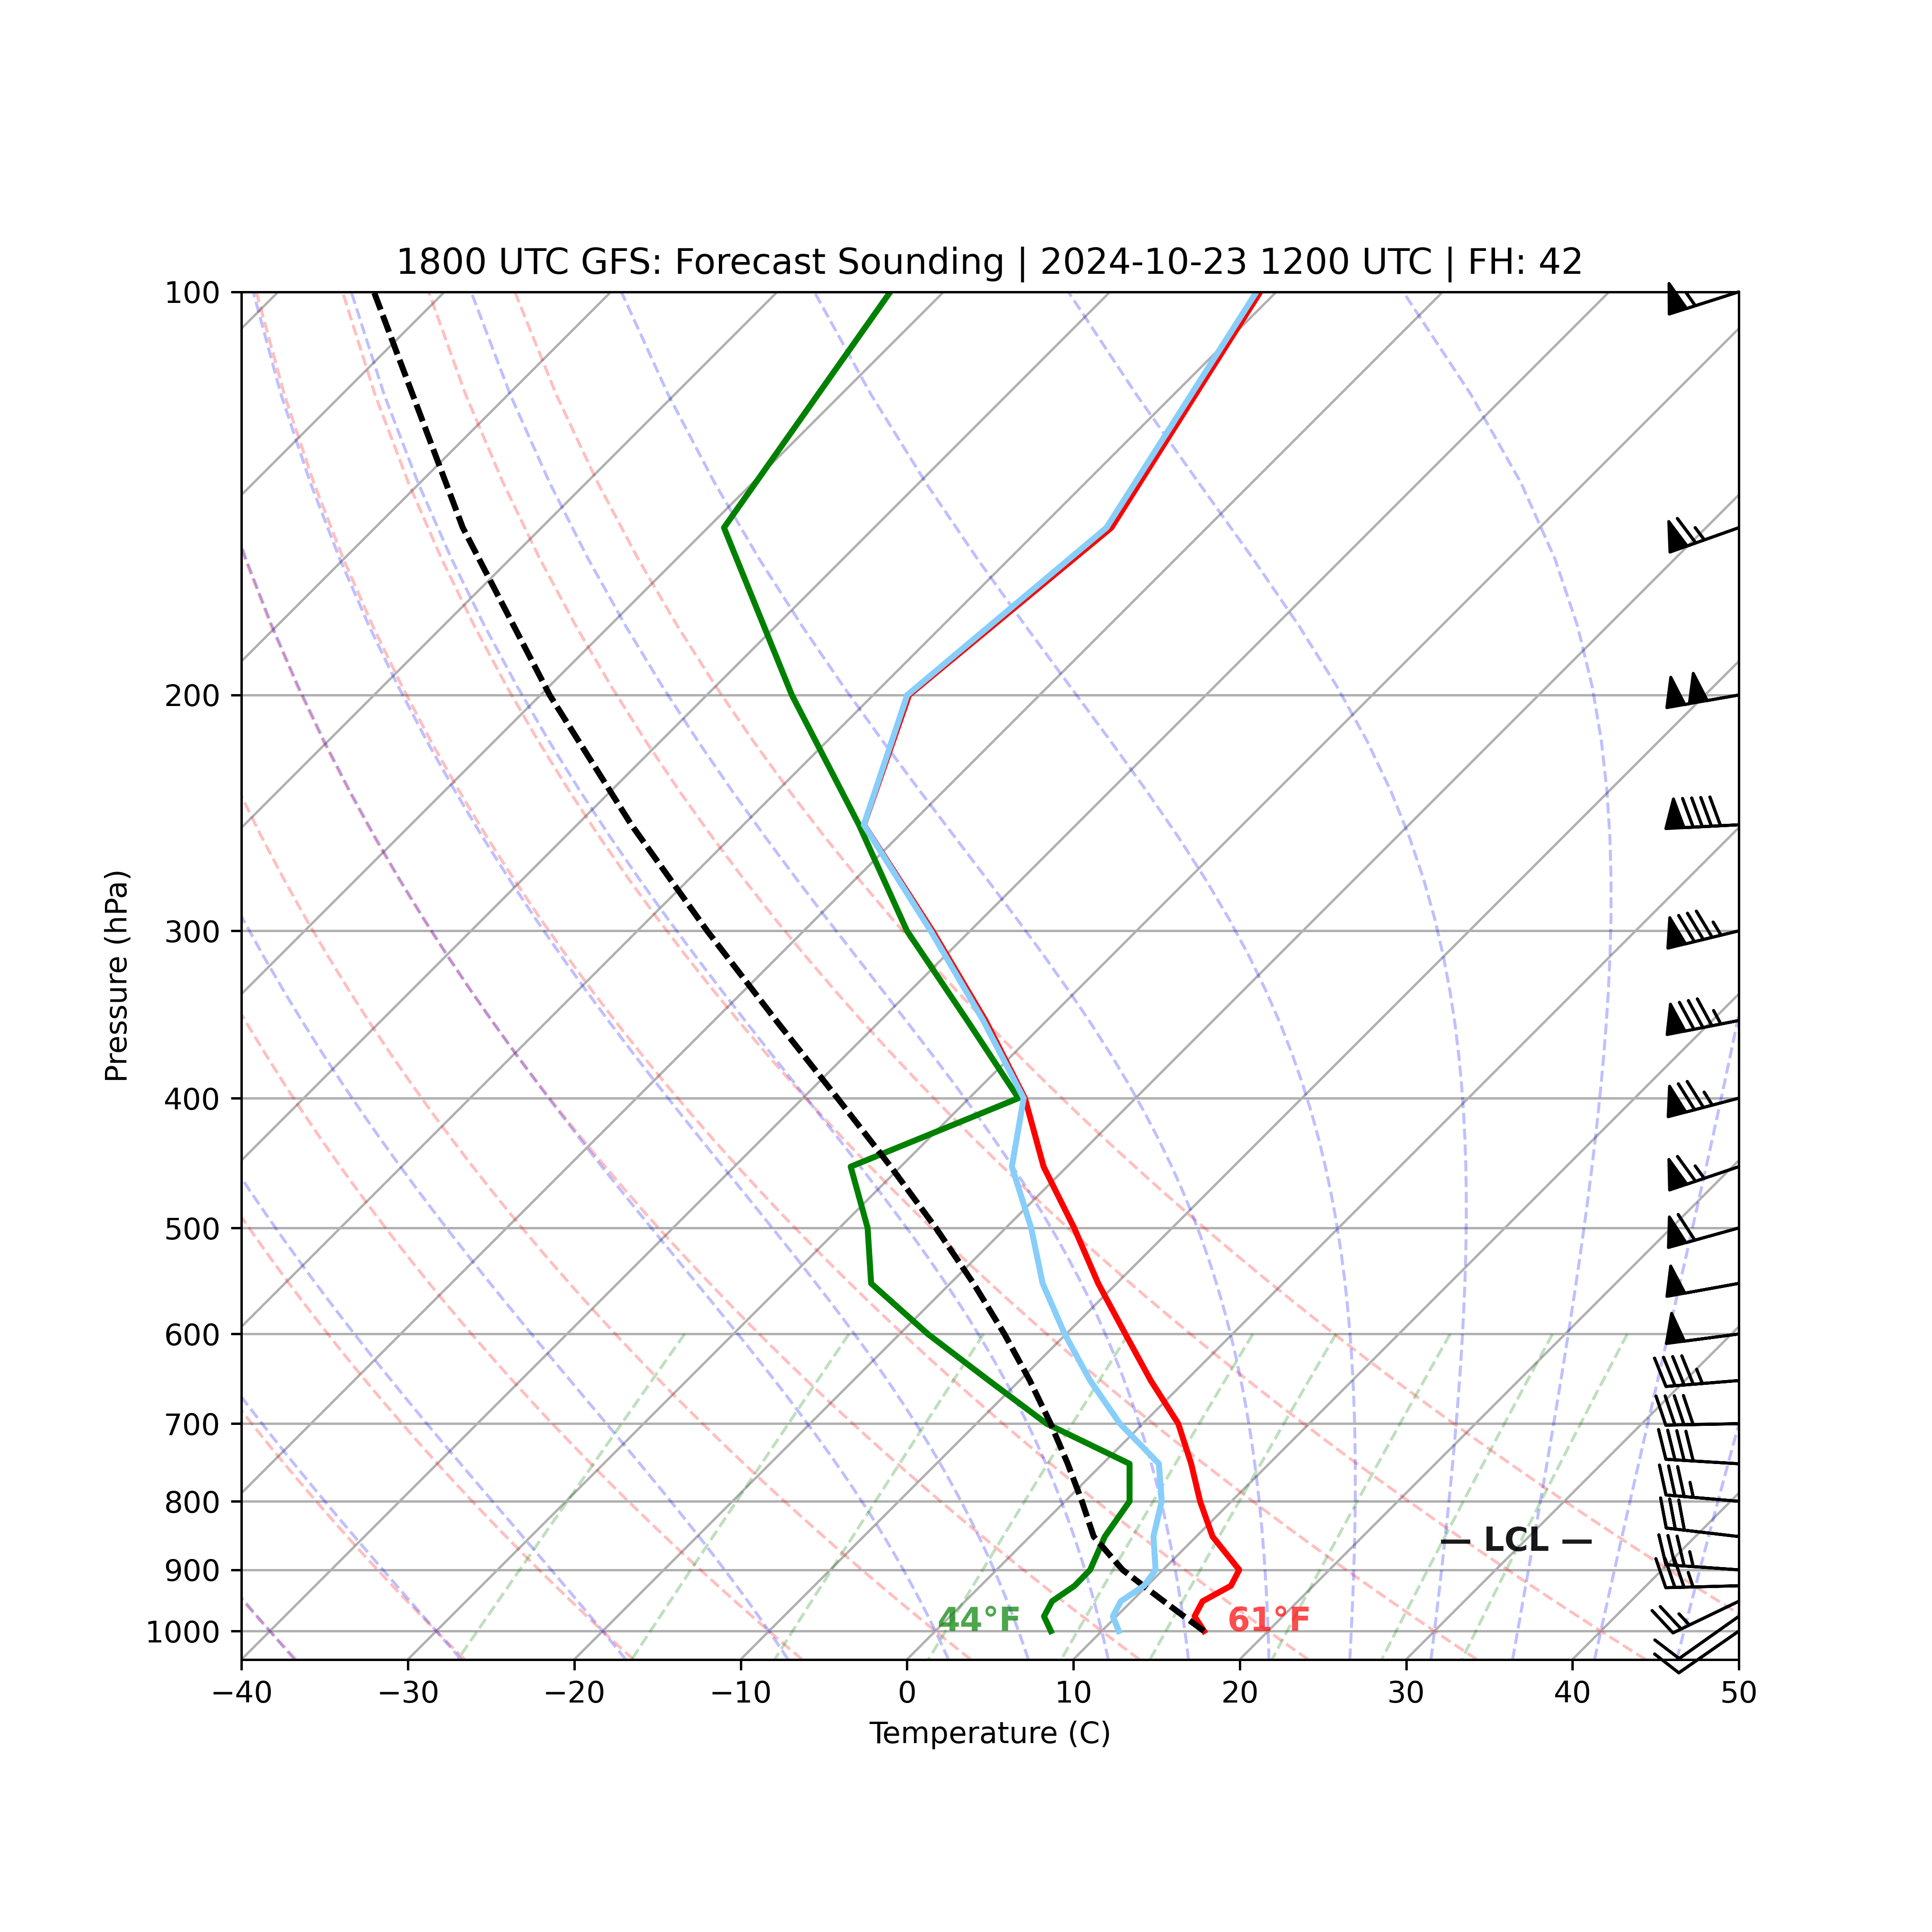 1800 UTC GFS: Forecast Sounding | 2024-10-23 1200 UTC | FH: 42
100
200
300
400
500
600
700
800
900
1000
Pressure (hPa)
— LCL —
44°F
61°F
−40 −30 −20 −10 0 10 20 30 40 50
Temperature (C)